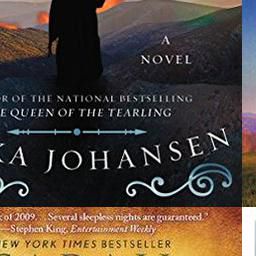 A
NOVEL
OR OF THE NATIONAL BESTSELLING
E QUEEN OF THE TEARLING
KA JOHANSEN
k of 2009. . . Several sleepless nights are guaranteed."
—Stephen King, Entertainment Weekly
NEW YORK TIMES BESTSELLER